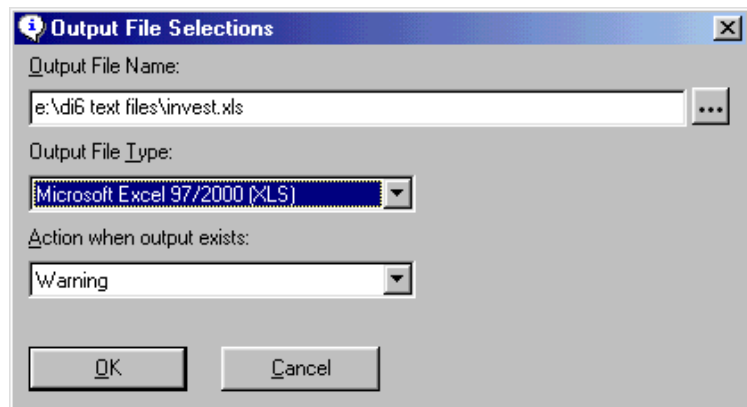 Output File Selections
Output File Name:
e:\di6 text files\invest.xls
...
Output File Type:
Microsoft Excel 97/2000 (XLS)
Action when output exists:
Warning
OK
Cancel